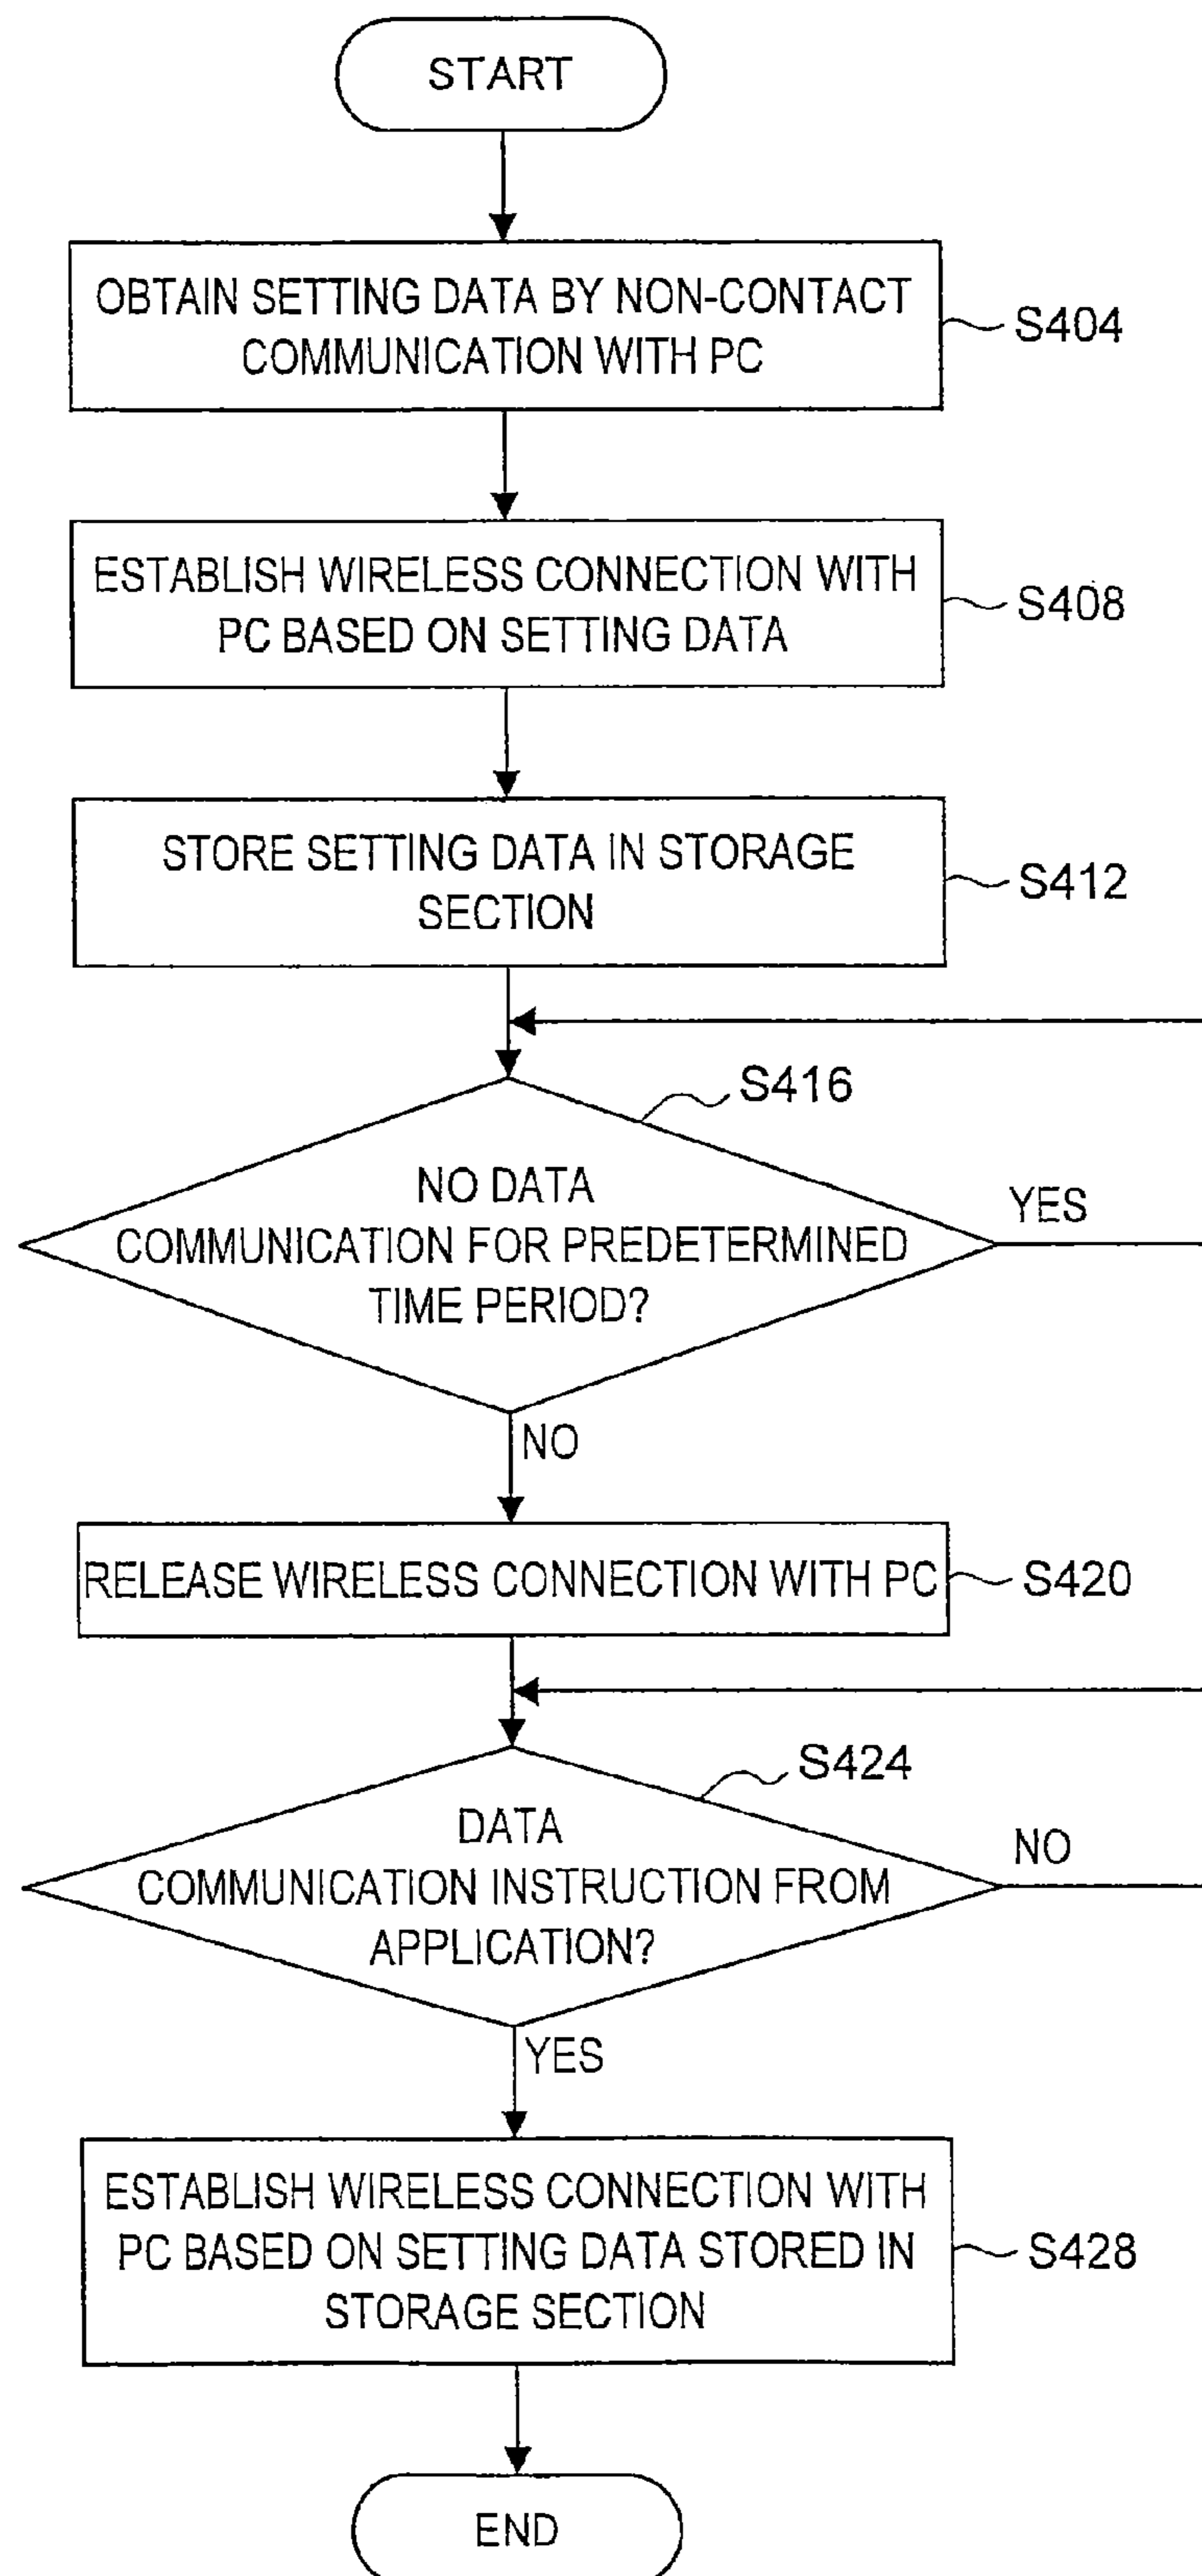 START
OBTAIN SETTING DATA BY NON-CONTACT
COMMUNICATION WITH PC
S404
ESTABLISH WIRELESS CONNECTION WITH
PC BASED ON SETTING DATA
S408
STORE SETTING DATA IN STORAGE
SECTION
S412
S416
NO DATA
COMMUNICATION FOR PREDETERMINED
TIME PERIOD?
YES
NO
RELEASE WIRELESS CONNECTION WITH PC
S420
S424
DATA
COMMUNICATION INSTRUCTION FROM
APPLICATION?
NO
YES
ESTABLISH WIRELESS CONNECTION WITH
PC BASED ON SETTING DATA STORED IN
STORAGE SECTION
S428
END